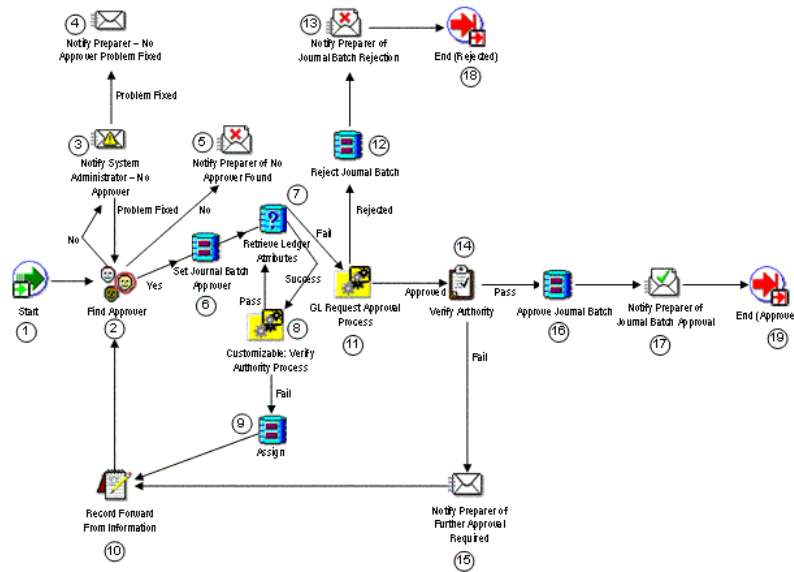 4
Notify Preparer – No
Approver Problem Fixed
13
Notify Preparer of
Journal Batch Rejection
End (Rejected)
18
Problem Fixed
3
Notify System
Administrator – No
Approver
5
Notify Preparer of No
Approver Found
12
Reject Journal Batch
Problem Fixed
No
No
7
Retrieve Ledger
Attributes
Fail
Rejected
14
Start
1
Find Approver
2
Yes
Set Journal Batch
Approver
6
Success
Pass
8
Customizable: Verify
Authority Process
GL Request Approval
Process
11
Approved
Verify Authority
Pass
Approve Journal Batch
16
Notify Preparer of
Journal Batch Approval
17
End (Approve
19
Fail
Fail
9
Assign
Record Forward
From Information
10
Notify Preparer of
Further Approval
Required
15